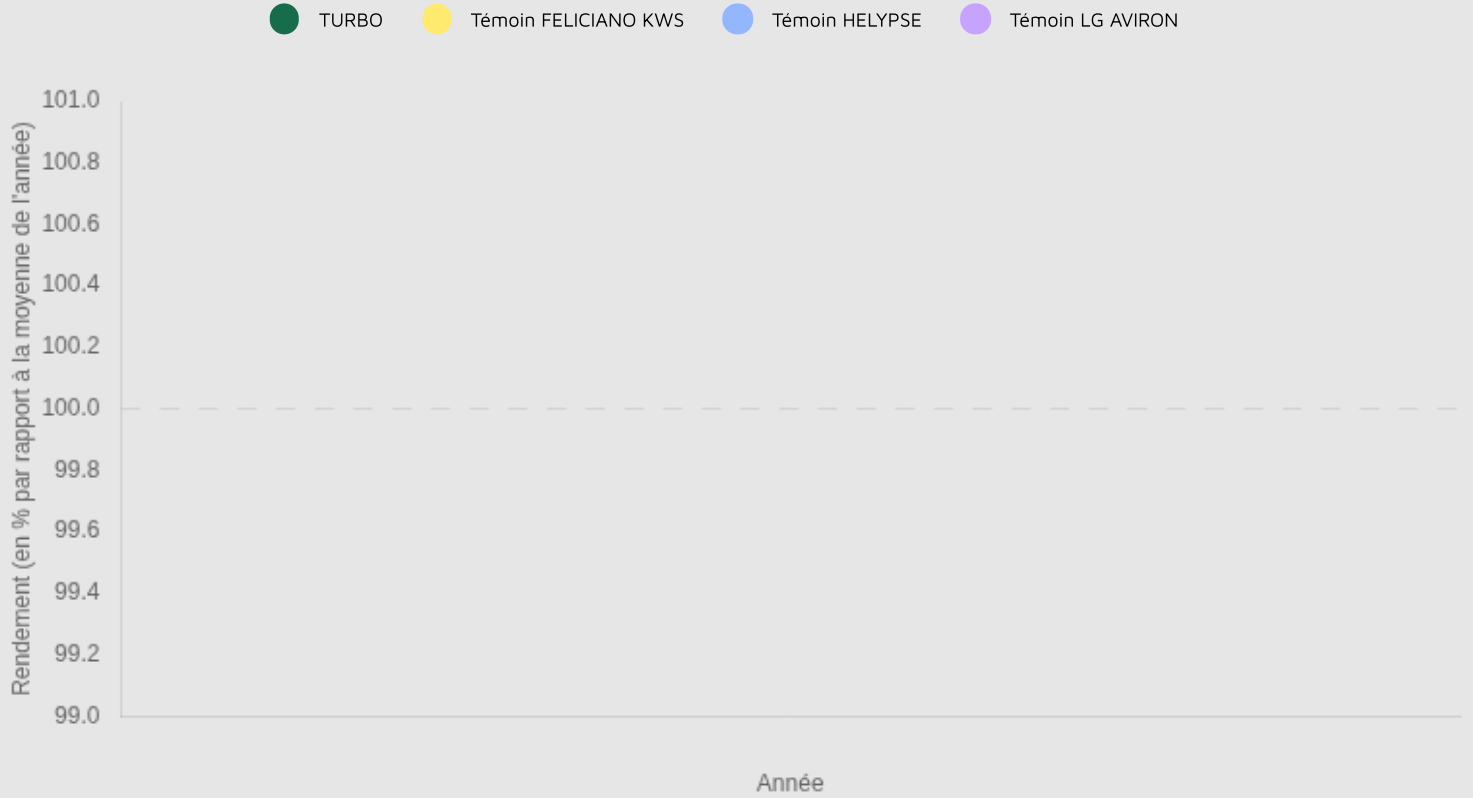 TURBO
Témoin FELICIANO KWS
Témoin HELYPSE
Témoin LG AVIRON
Rendement (en % par rapport à la moyenne de l'année)
101.0
100.8
100.6
100.4
100.2
100.0
99.8
99.6
99.4
99.2
99.0
Année